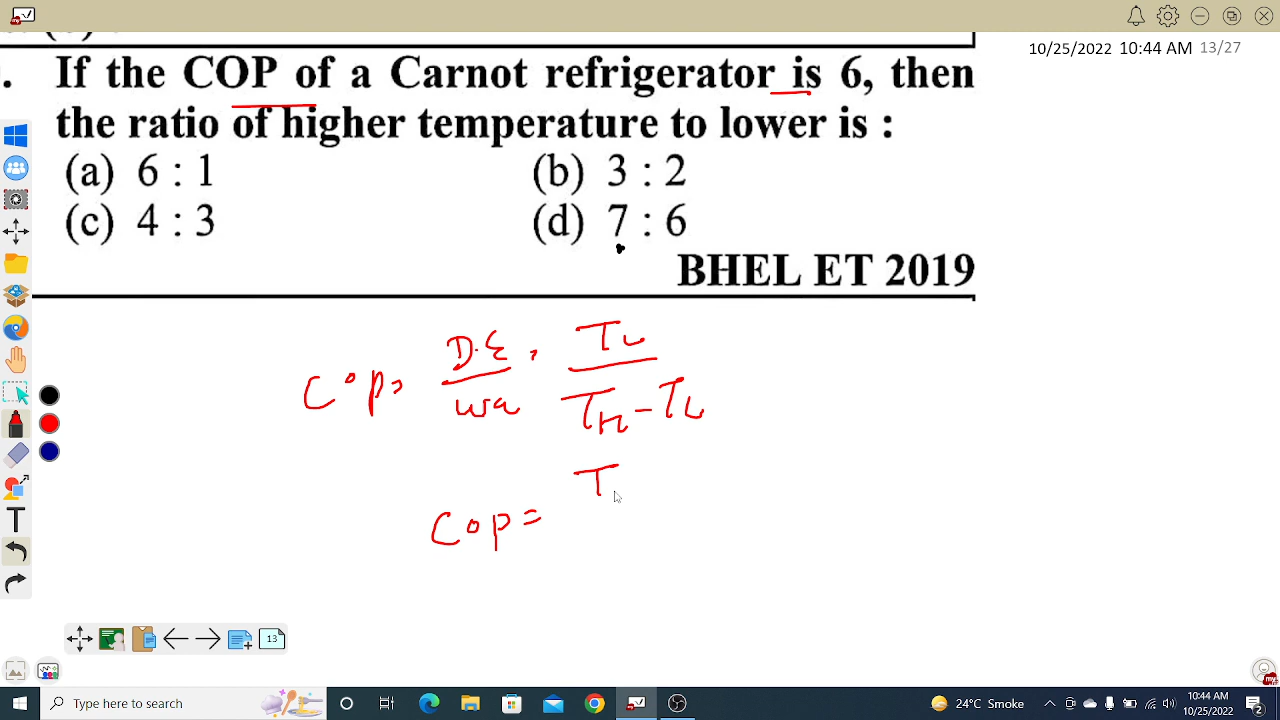 10/25/2022 10:44 AM 13/27
. If the COP of a Carnot refrigerator is 6, then
the ratio of higher temperature to lower is :
(a) 6 : 1 (b) 3 : 2
(c) 4 : 3 (d) 7 : 6
BHEL ET 2019
COP = D.E / Wa = TL / TH - TL
COP = T
T
13
Type here to search
24°C Smoke
10:44 AM
10/25/2022